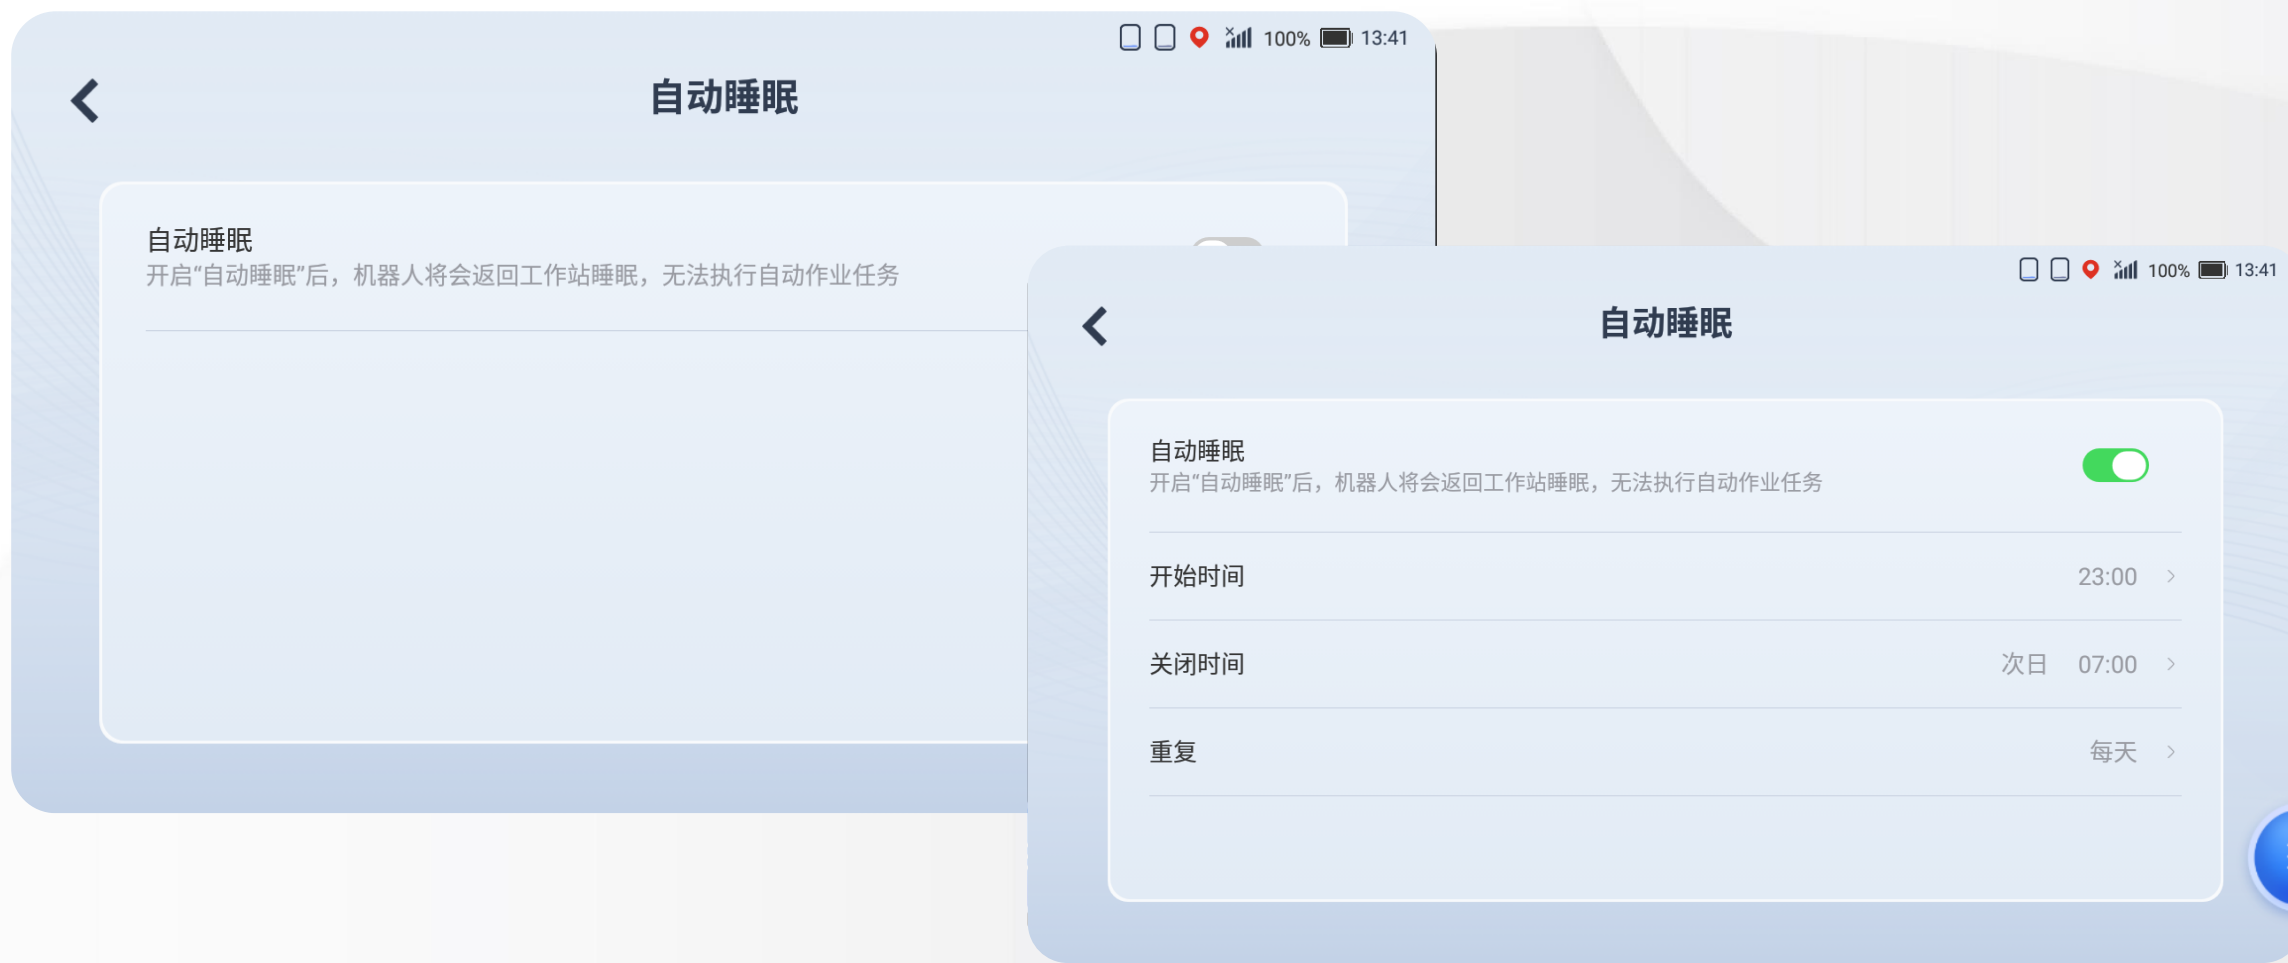 100% 13:41
自动睡眠
自动睡眠
开启“自动睡眠”后，机器人将会返回工作站睡眠，无法执行自动作业任务
100% 13:41
自动睡眠
自动睡眠
开启“自动睡眠”后，机器人将会返回工作站睡眠，无法执行自动作业任务
开始时间 23:00
关闭时间 次日 07:00
重复 每天